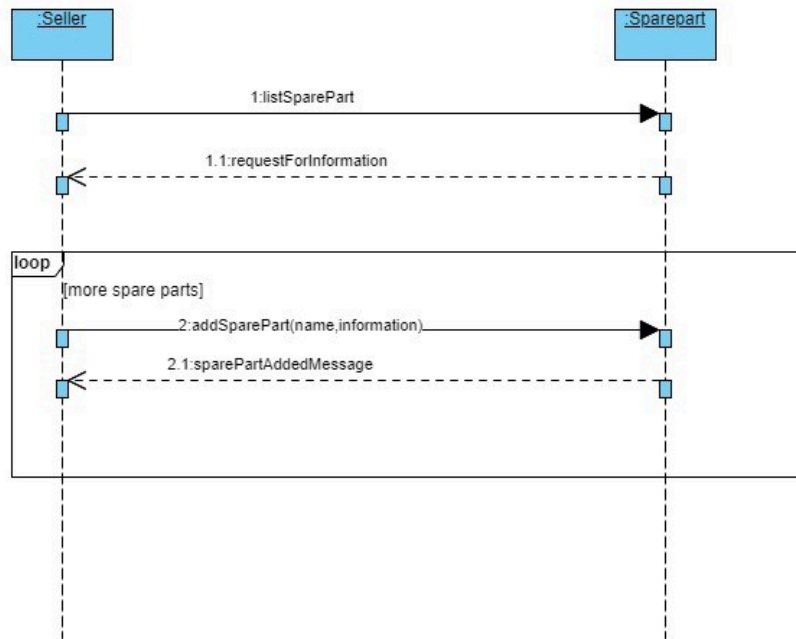 :Seller
:Sparepart
1:listSparePart
1.1:requestForInformation
loop
[more spare parts]
2:addSparePart(name,information)
2.1:sparePartAddedMessage